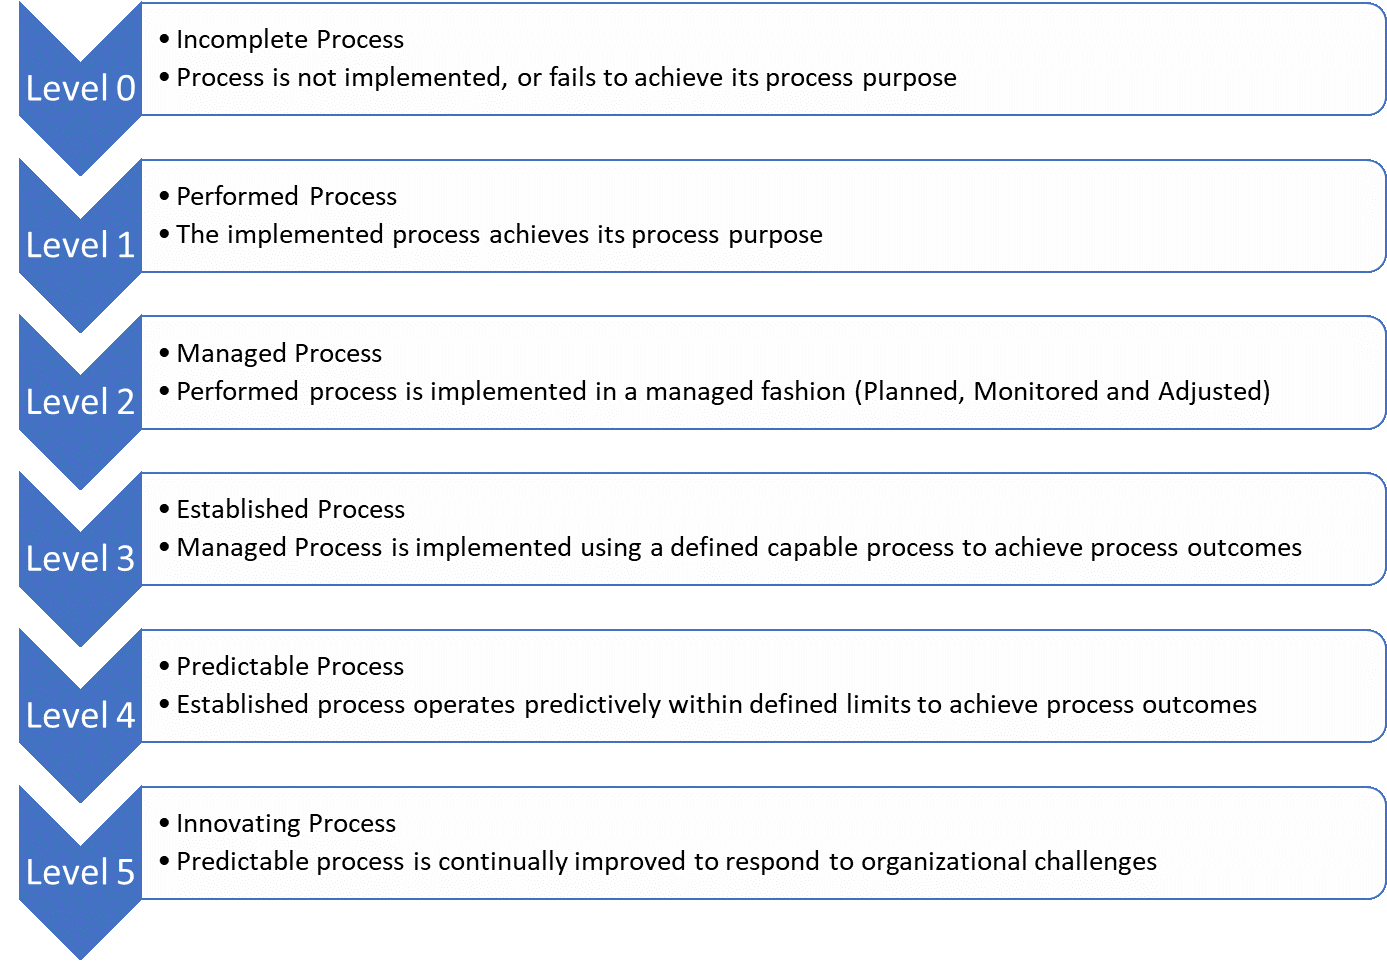 Level 0
• Incomplete Process
• Process is not implemented, or fails to achieve its process purpose
Level 1
• Performed Process
• The implemented process achieves its process purpose
Level 2
• Managed Process
• Performed process is implemented in a managed fashion (Planned, Monitored and Adjusted)
Level 3
• Established Process
• Managed Process is implemented using a defined capable process to achieve process outcomes
Level 4
• Predictable Process
• Established process operates predictively within defined limits to achieve process outcomes
Level 5
• Innovating Process
• Predictable process is continually improved to respond to organizational challenges